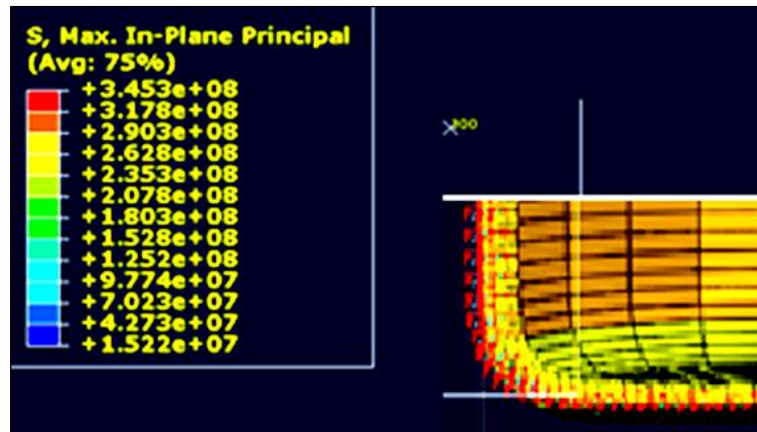 S, Max. In-Plane Principal
(Avg: 75%)
+3.453e+08
+3.178e+08
+2.903e+08
+2.628e+08
+2.353e+08
+2.078e+08
+1.803e+08
+1.528e+08
+1.252e+08
+9.774e+07
+7.023e+07
+4.273e+07
+1.522e+07